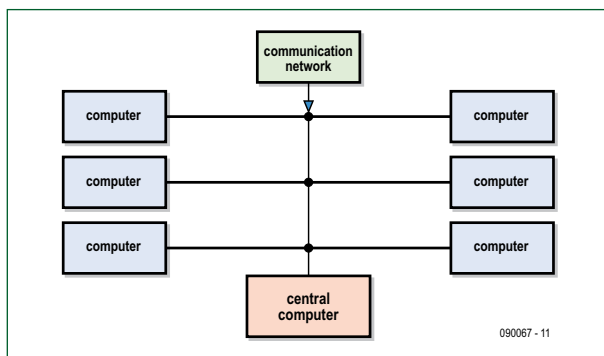 communication
network
computer
computer
computer
computer
computer
computer
central
computer
090067 - 11